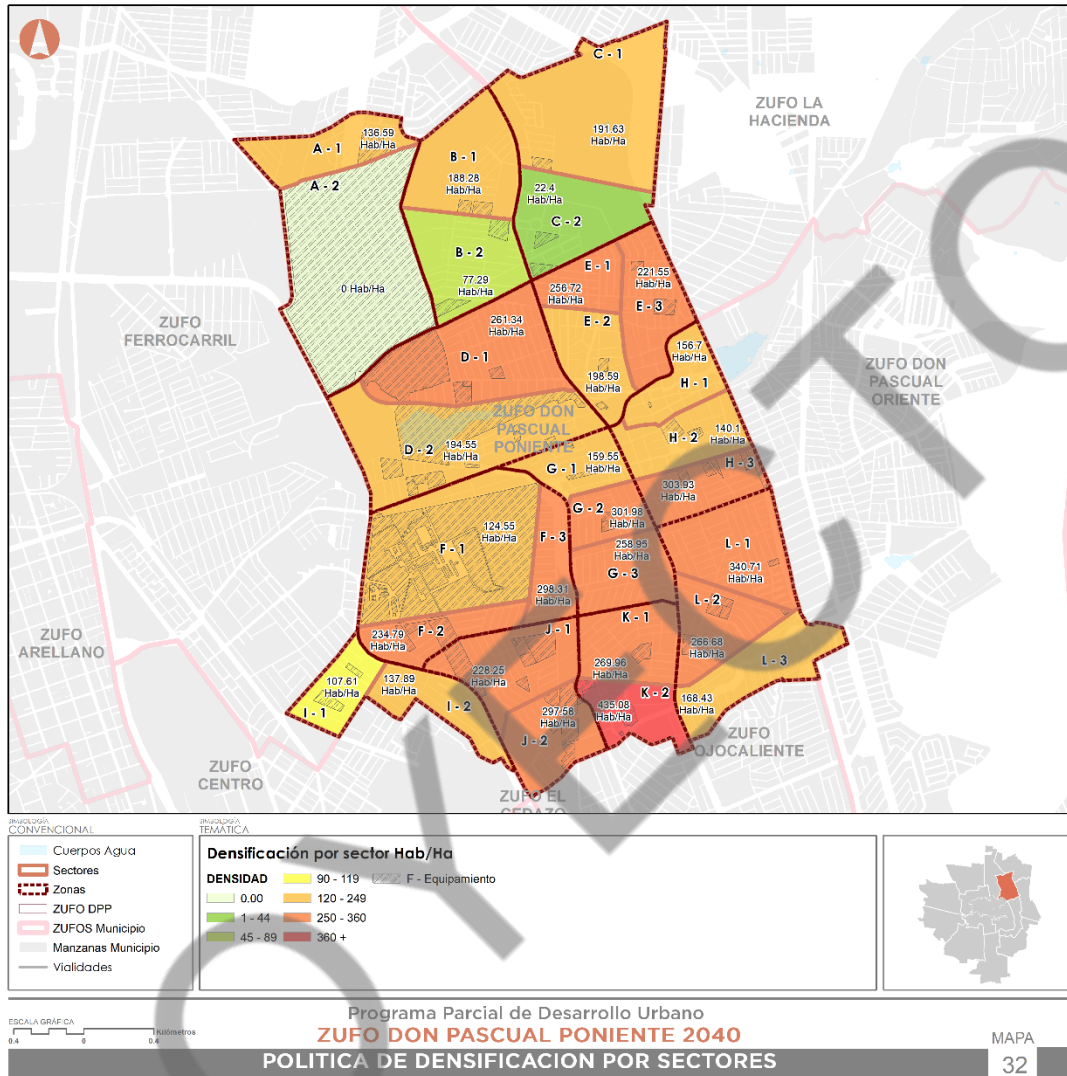 C - 1
ZUFO LA
HACIENDA
136.59
Hab/Ha
A - 1
191.63
Hab/Ha
B - 1
188.28
Hab/Ha
A - 2
22.4
Hab/Ha
C - 2
B - 2
E - 1
221.55
Hab/Ha
77.29
Hab/Ha
256.72
Hab/Ha
0 Hab/Ha
E - 3
ZUFO
FERROCARRIL
261.34
Hab/Ha
E - 2
156.7
Hab/Ha
D - 1
ZUFO DON
PASCUAL
ORIENTE
198.59
Hab/Ha
H - 1
ZUFO DON
PASCUAL
PONIENTE
140.1
Hab/Ha
H - 2
D - 2
194.55
Hab/Ha
159.55
Hab/Ha
G - 1
H - 3
303.93
Hab/Ha
G - 2
301.98
Hab/Ha
124.55
Hab/Ha
F - 1
F - 3
258.95
Hab/Ha
G - 3
L - 1
340.71
Hab/Ha
298.31
Hab/Ha
L - 2
K - 1
J - 1
F - 2
234.79
Hab/Ha
ZUFO
ARELLANO
266.68
Hab/Ha
L - 3
228.25
Hab/Ha
269.96
Hab/Ha
137.89
Hab/Ha
107.61
Hab/Ha
I - 1
I - 2
K - 2
435.08
Hab/Ha
168.43
Hab/Ha
297.58
Hab/Ha
J - 2
ZUFO
OJOCALIENTE
ZUFO
CENTRO
ZUFO EL
CEDAZO
SIMBOLOGÍA
CONVENCIONAL
Cuerpos Agua
Sectores
Zonas
ZUFO DPP
ZUFOS Municipio
Manzanas Municipio
Vialidades
SIMBOLOGÍA
TEMATICA
Densificación por sector Hab/Ha
DENSIDAD
0.00
1 - 44
45 - 89
90 - 119
120 - 249
250 - 360
360 +
F - Equipamiento
ESCALA GRÁFICA
0.4 0 0.4 Kilómetros
Programa Parcial de Desarrollo Urbano
ZUFO DON PASCUAL PONIENTE 2040
POLITICA DE DENSIFICACION POR SECTORES
MAPA
32